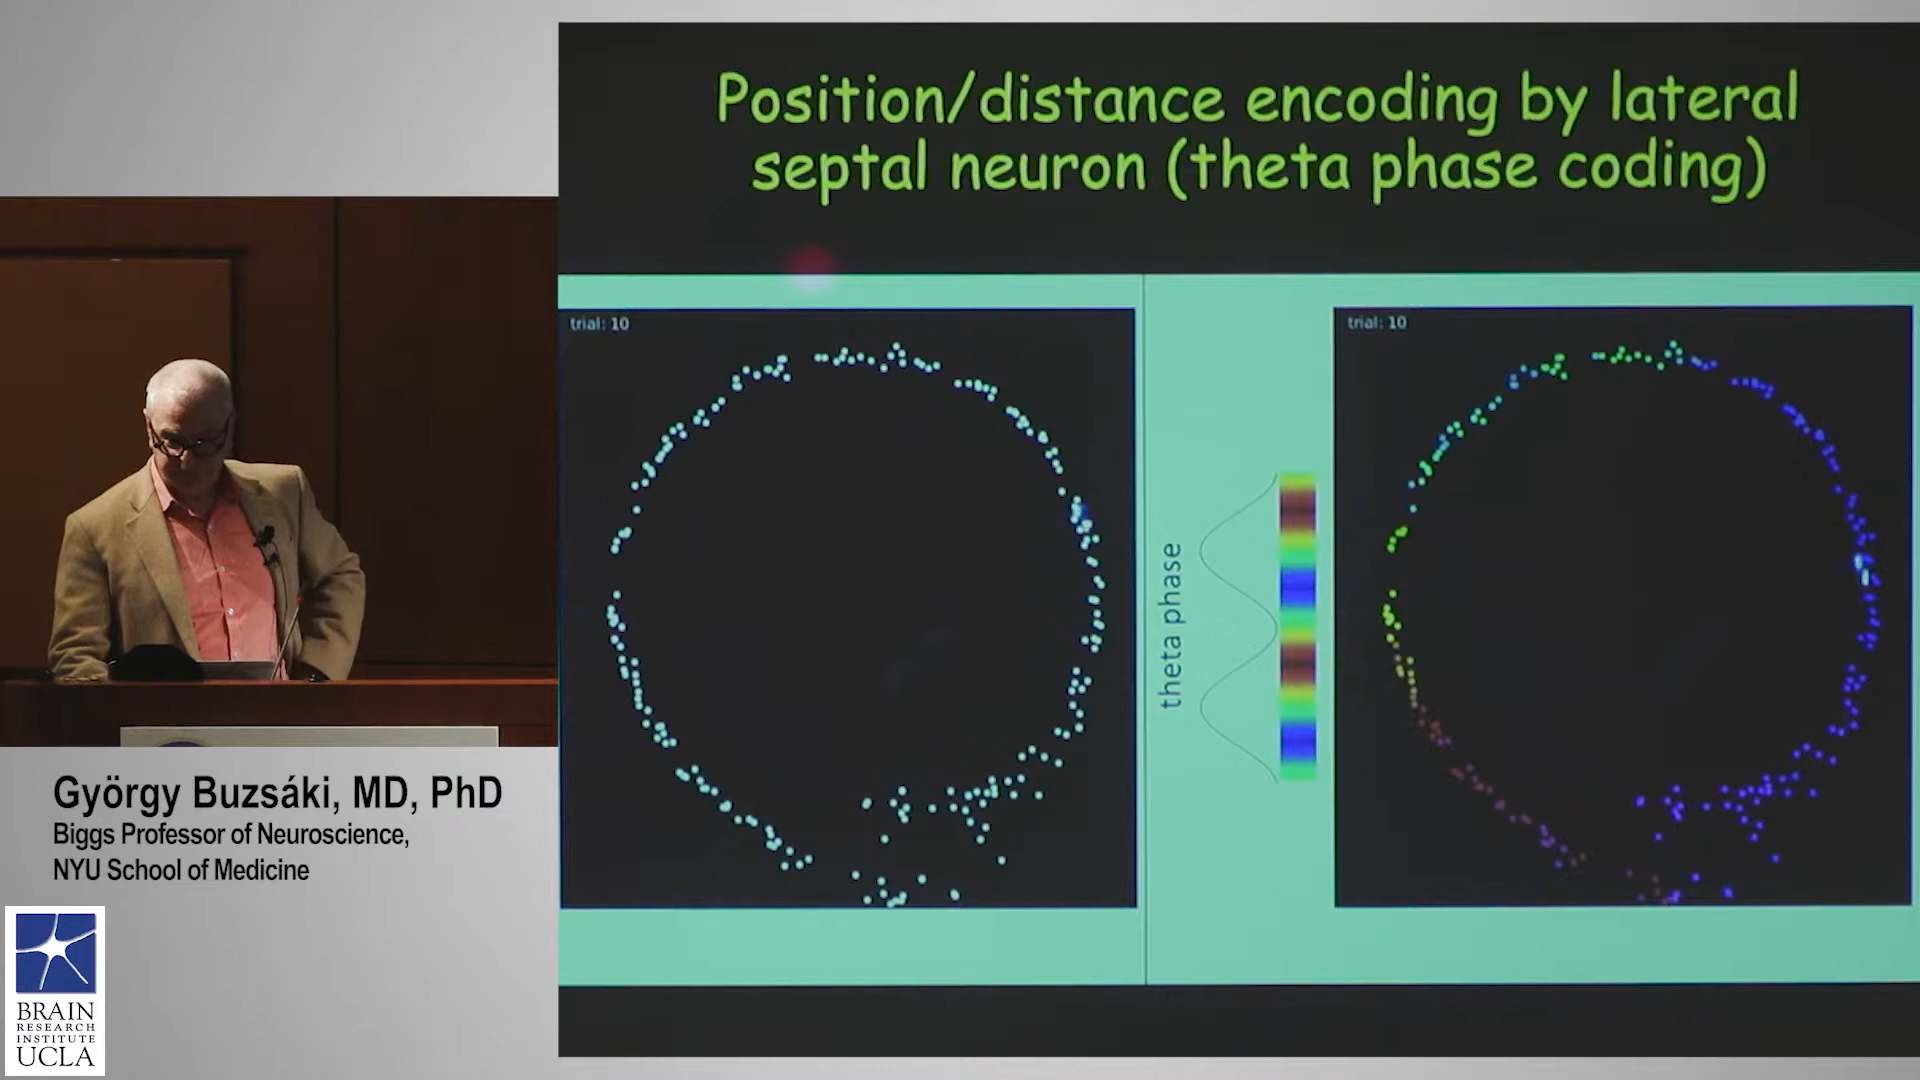 Position/distance encoding by lateral
septal neuron (theta phase coding)
trial: 10
theta phase
trial: 10
György Buzsáki, MD, PhD
Biggs Professor of Neuroscience,
NYU School of Medicine
BRAIN
RESEARCH
INSTITUTE
UCLA